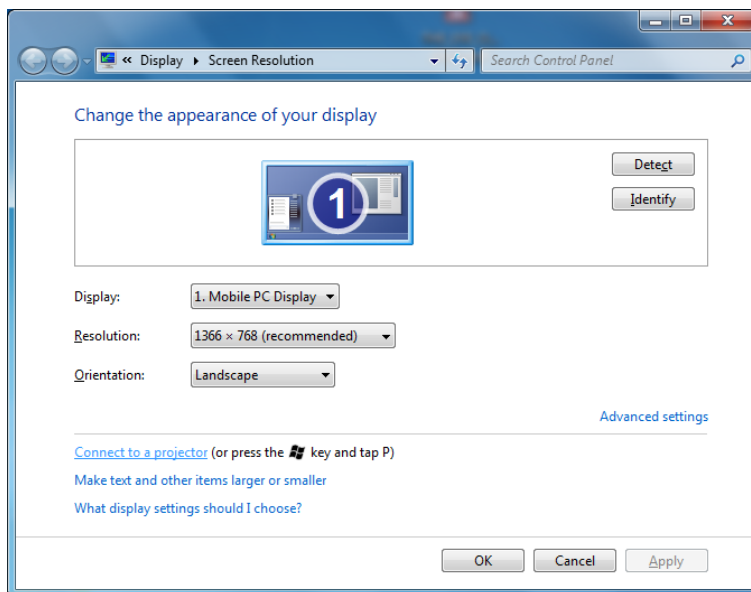 « Display ▸ Screen Resolution
Search Control Panel
Change the appearance of your display
1
Detect
Identify
Display: 1. Mobile PC Display
Resolution: 1366 × 768 (recommended)
Orientation: Landscape
Advanced settings
Connect to a projector (or press the key and tap P)
Make text and other items larger or smaller
What display settings should I choose?
OK Cancel Apply